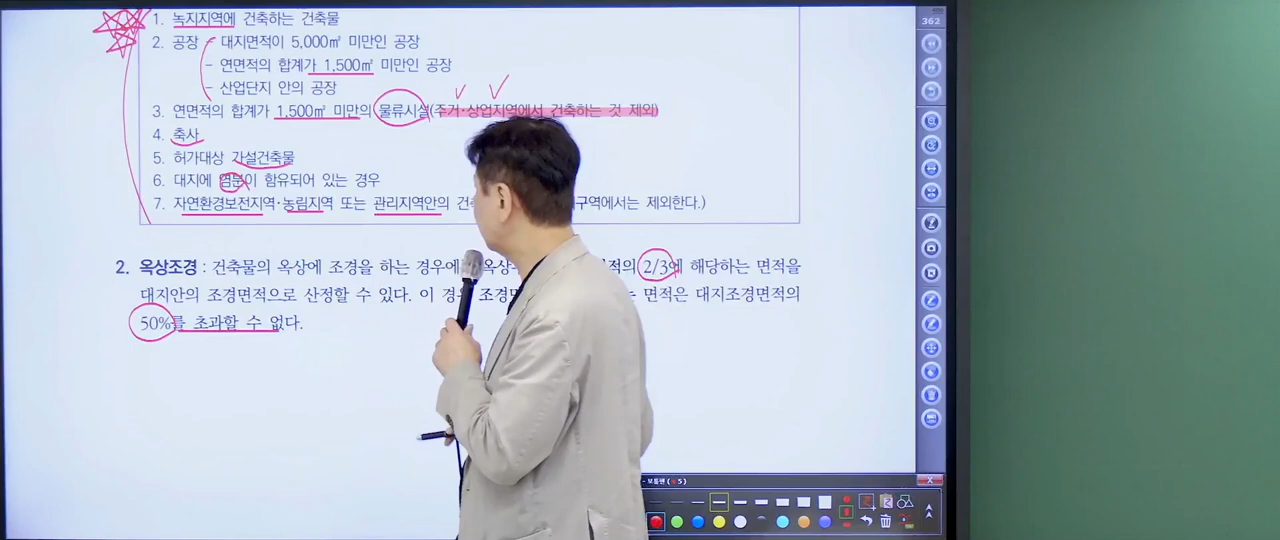 362
1. 녹지지역에 건축하는 건축물
2. 공장 - 대지면적이 5,000㎡ 미만인 공장
- 연면적의 합계가 1,500㎡ 미만인 공장
- 산업단지 안의 공장
3. 연면적의 합계가 1,500㎡ 미만의 물류시설(주거·상업지역에서 건축하는 것 제외)
4. 축사
5. 허가대상 가설건축물
6. 대지에 염분이 함유되어 있는 경우
7. 자연환경보전지역·농림지역 또는 관리지역안의 건 구역에서는 제외한다.)
2. 옥상조경 : 건축물의 옥상에 조경을 하는 경우에 옥상 적의 2/3에 해당하는 면적을
대지안의 조경면적으로 산정할 수 있다. 이 경우 조경면 는 면적은 대지조경면적의
50%를 초과할 수 없다.
- 보통펜 ( 5)